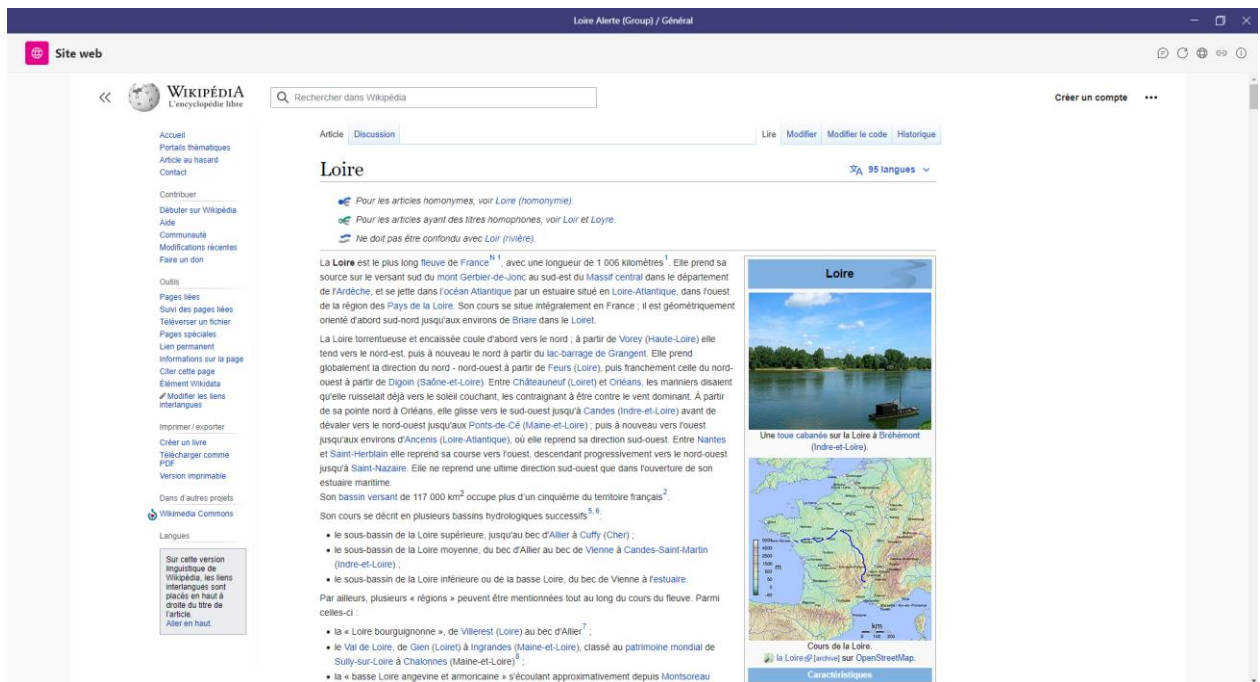 Loire Alerte (Group) / Général
Site web
WIKIPÉDIA
L'encyclopédie libre
Rechercher dans Wikipédia
Créer un compte
Accueil
Portails thématiques
Article au hasard
Contact
Contribuer
Débuter sur Wikipédia
Aide
Communauté
Modifications récentes
Faire un don
Outils
Pages liées
Suivi des pages liées
Téléverser un fichier
Pages spéciales
Lien permanent
Informations sur la page
Citer cette page
Élément Wikidata
Modifier les liens
interlangues
Imprimer / exporter
Créer un livre
Télécharger comme
PDF
Version imprimable
Dans d'autres projets
Wikimedia Commons
Langues
Sur cette version
linguistique de
Wikipédia, les liens
interlangues sont
placés en haut à
droite du titre de
l'article.
Aller en haut.
Article Discussion
Lire Modifier Modifier le code Historique
Loire
95 langues
Pour les articles homonymes, voir Loire (homonymie).
Pour les articles ayant des titres homophones, voir Loir et Loyre.
Ne doit pas être confondu avec Loir (rivière).
La Loire est le plus long fleuve de France N 1, avec une longueur de 1 006 kilomètres 1. Elle prend sa
source sur le versant sud du mont Gerbier-de-Jonc au sud-est du Massif central dans le département
de l'Ardèche, et se jette dans l'océan Atlantique par un estuaire situé en Loire-Atlantique, dans l'ouest
de la région des Pays de la Loire. Son cours se situe intégralement en France ; il est géométriquement
orienté d'abord sud-nord jusqu'aux environs de Briare dans le Loiret.
La Loire torrentueuse et encaissée coule d'abord vers le nord ; à partir de Vorey (Haute-Loire) elle
tend vers le nord-est, puis à nouveau le nord à partir du lac-barrage de Grangent. Elle prend
globalement la direction du nord - nord-ouest à partir de Feurs (Loire), puis franchement celle du nord-
ouest à partir de Digoin (Saône-et-Loire). Entre Châteauneuf (Loiret) et Orléans, les mariniers disaient
qu'elle ruisselait déjà vers le soleil couchant, les contraignant à être contre le vent dominant. À partir
de sa pointe nord à Orléans, elle glisse vers le sud-ouest jusqu'à Candes (Indre-et-Loire) avant de
dévaler vers le nord-ouest jusqu'aux Ponts-de-Cé (Maine-et-Loire) ; puis à nouveau vers l'ouest
jusqu'aux environs d'Ancenis (Loire-Atlantique), où elle reprend sa direction sud-ouest. Entre Nantes
et Saint-Herblain elle reprend sa course vers l'ouest, descendant progressivement vers le nord-ouest
jusqu'à Saint-Nazaire. Elle ne reprend une ultime direction sud-ouest que dans l'ouverture de son
estuaire maritime.
Son bassin versant de 117 000 km2 occupe plus d'un cinquième du territoire français 2.
Son cours se décrit en plusieurs bassins hydrologiques successifs 5, 6.
• le sous-bassin de la Loire supérieure, jusqu'au bec d'Allier à Cuffy (Cher) ;
• le sous-bassin de la Loire moyenne, du bec d'Allier au bec de Vienne à Candes-Saint-Martin
(Indre-et-Loire) ;
• le sous-bassin de la Loire inférieure ou de la basse Loire, du bec de Vienne à l'estuaire.
Par ailleurs, plusieurs « régions » peuvent être mentionnées tout au long du cours du fleuve. Parmi
celles-ci :
• la « Loire bourguignonne », de Villerest (Loire) au bec d'Allier 7 ;
• le Val de Loire, de Gien (Loiret) à Ingrandes (Maine-et-Loire), classé au patrimoine mondial de
Sully-sur-Loire à Chalonnes (Maine-et-Loire) 8 ;
• la « basse Loire angevine et armoricaine » s'écoulant approximativement depuis Montsoreau
Loire
Une toue cabanée sur la Loire à Bréhémont
(Indre-et-Loire).
km
Cours de la Loire.
la Loire [archive] sur OpenStreetMap.
Caractéristiques